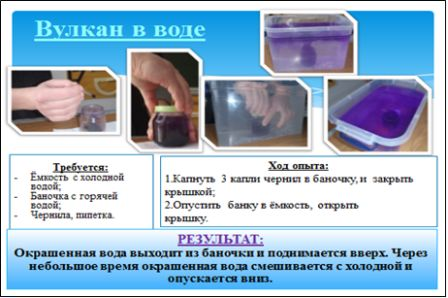 Вулкан в воде
Требуется:
- Ёмкость с холодной
водой;
- Баночка с горячей
водой;
- Чернила, пипетка.
Ход опыта:
1.Капнуть 3 капли чернил в баночку, и закрыть
крышкой;
2.Опустить банку в ёмкость, открыть
крышку.
РЕЗУЛЬТАТ:
Окрашенная вода выходит из баночки и поднимается вверх. Через
небольшое время окрашенная вода смешивается с холодной и
опускается вниз.